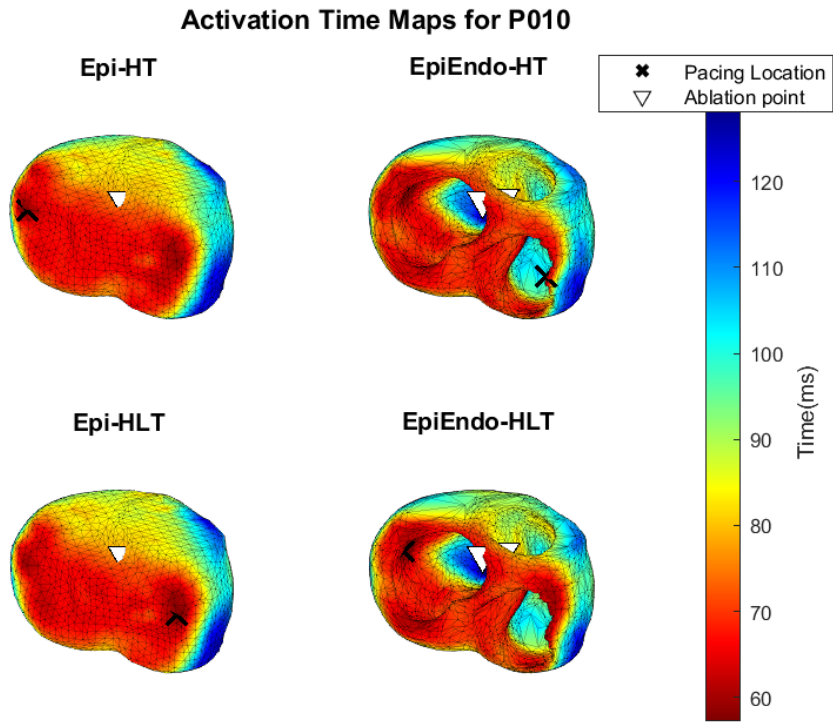 Activation Time Maps for P010
Epi-HT
EpiEndo-HT
Pacing Location
Ablation point
Epi-HLT
EpiEndo-HLT
120
110
100
90
80
70
60
Time(ms)